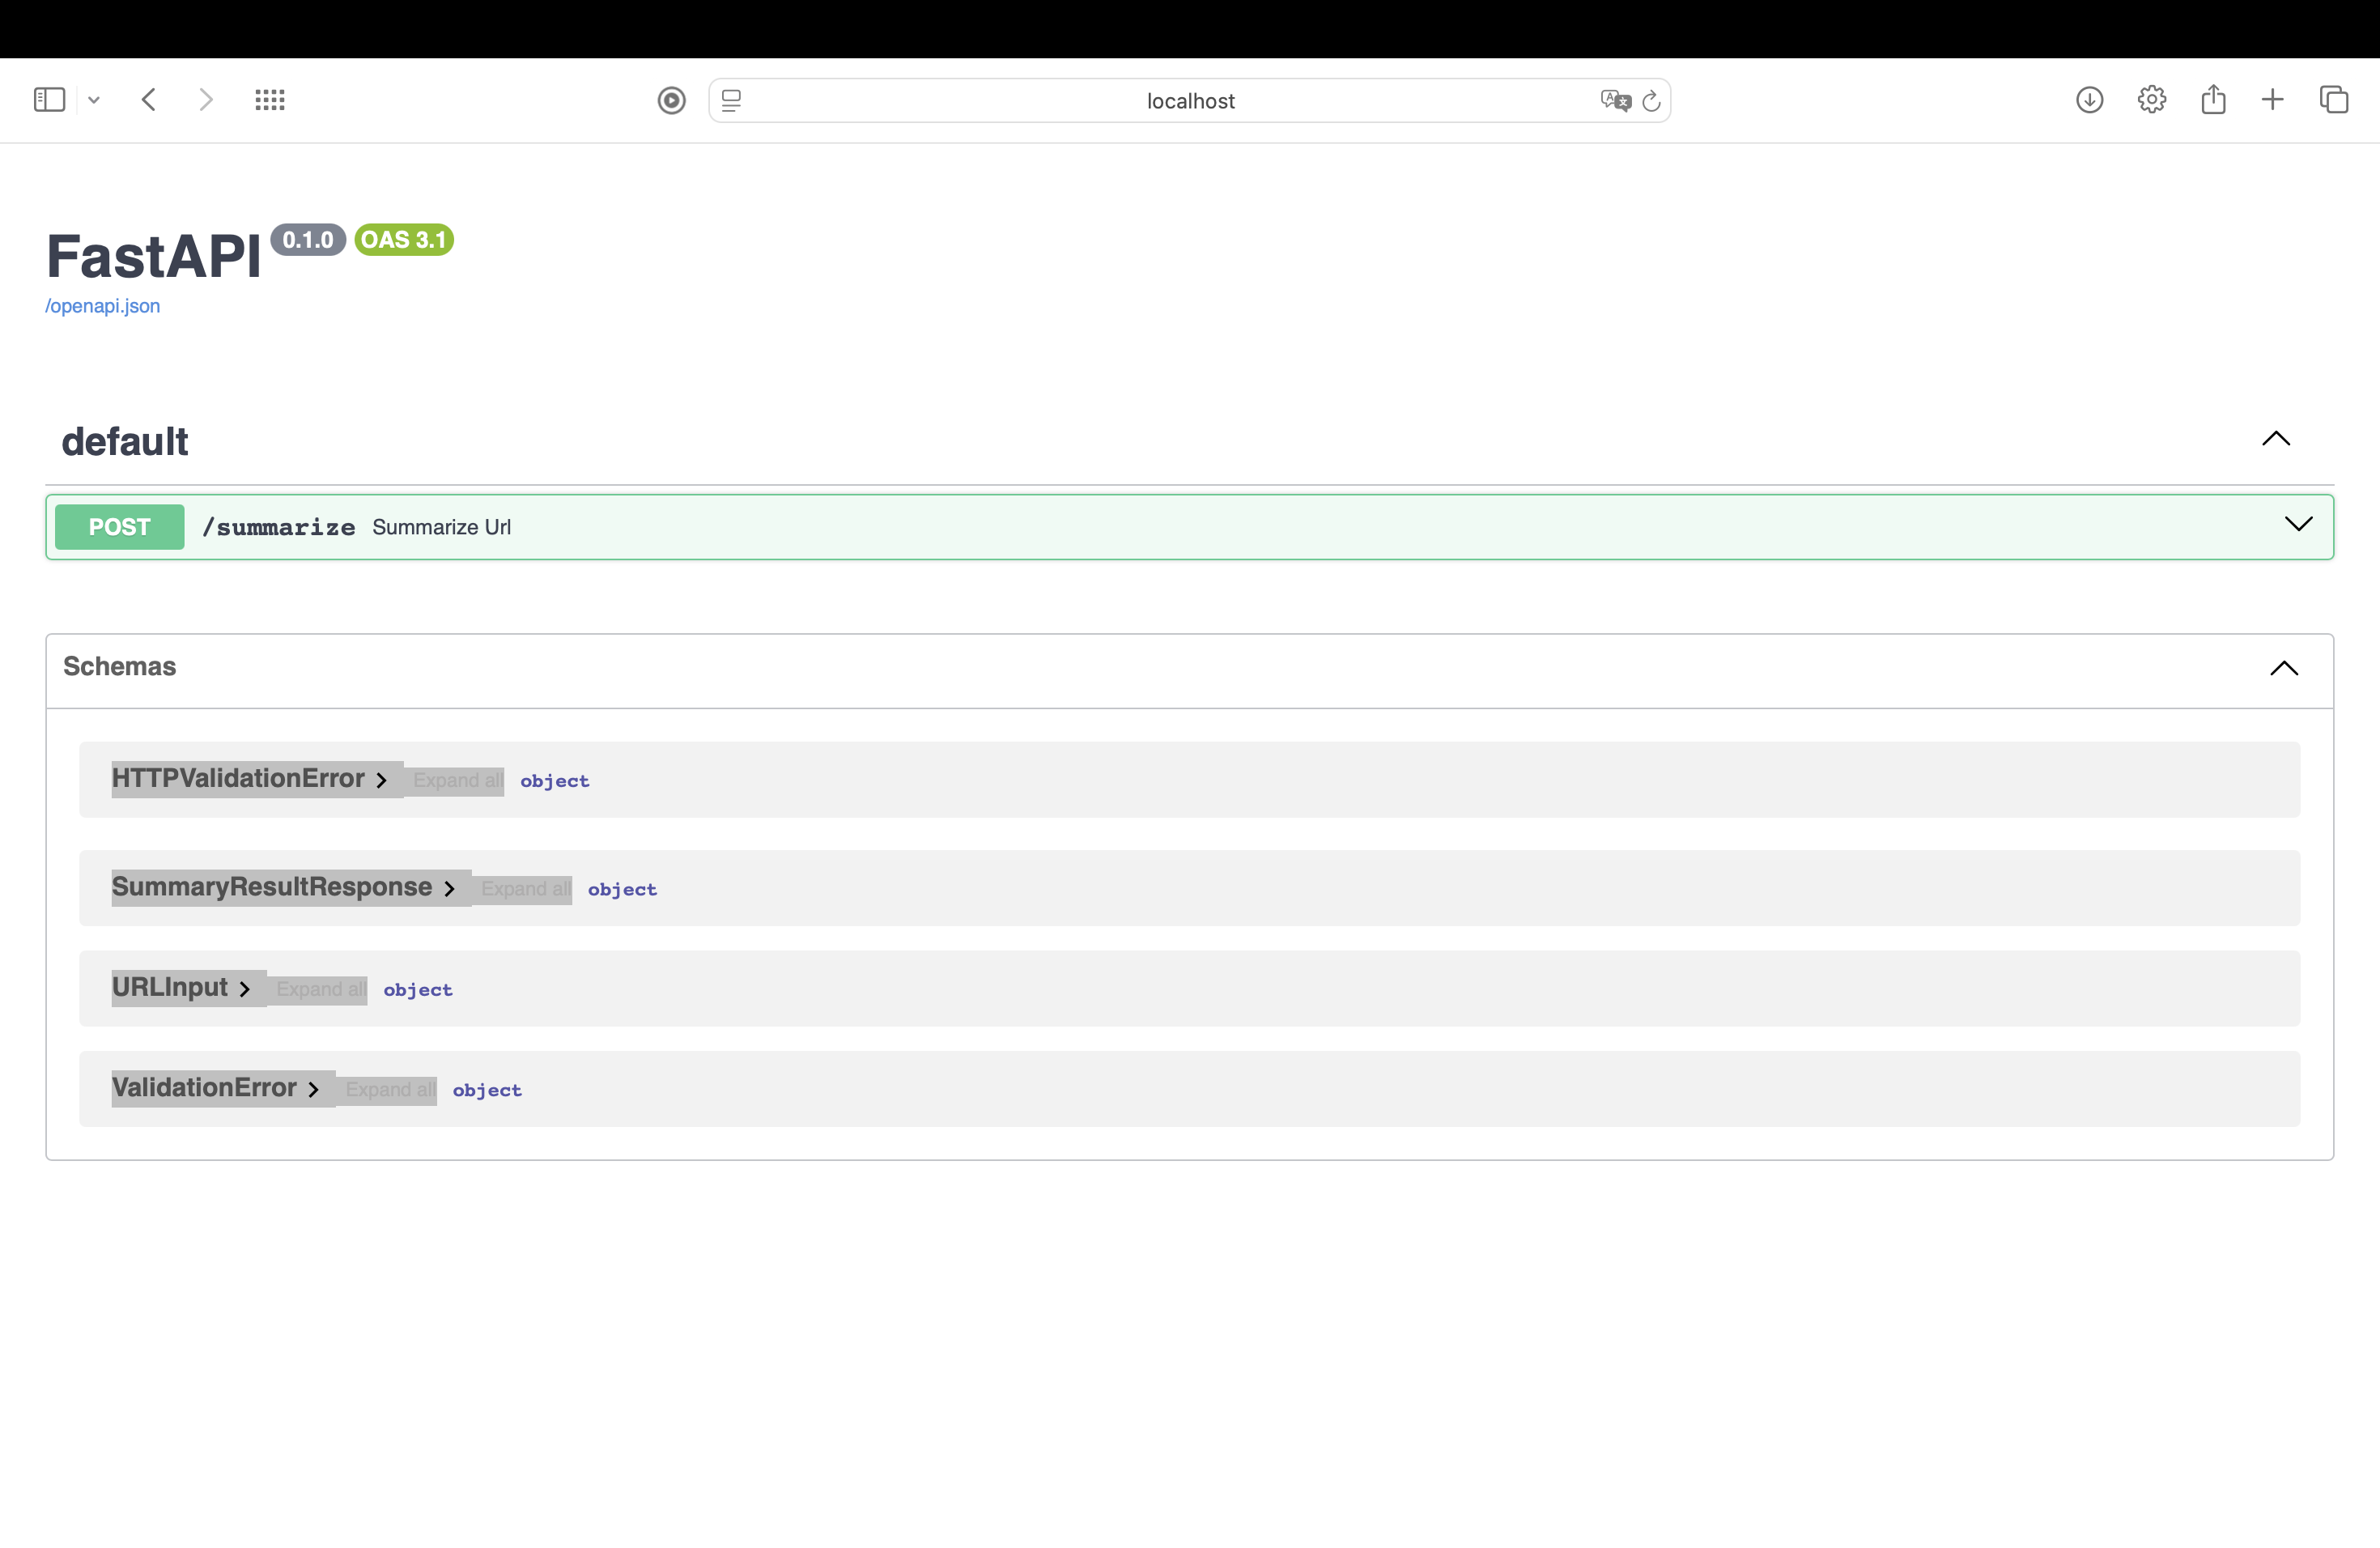 localhost
FastAPI 0.1.0 OAS 3.1
/openapi.json
default
POST /summarize Summarize Url
Schemas
HTTPValidationError Expand all object
SummaryResultResponse Expand all object
URLInput Expand all object
ValidationError Expand all object